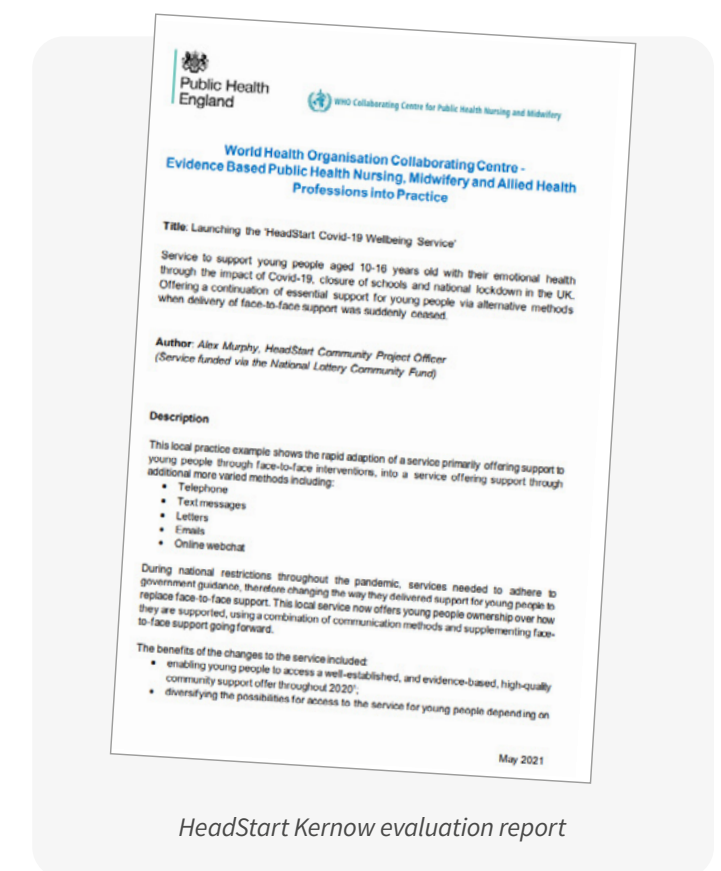 Public Health
England
WHO Collaborating Centre for Public Health Nursing and Midwifery
World Health Organisation Collaborating Centre -
Evidence Based Public Health Nursing, Midwifery and Allied Health
Professions into Practice
Title: Launching the 'HeadStart Covid-19 Wellbeing Service'
Service to support young people aged 10-16 years old with their emotional health
through the impact of Covid-19, closure of schools and national lockdown in the UK.
Offering a continuation of essential support for young people via alternative methods
when delivery of face-to-face support was suddenly ceased.
Author: Alex Murphy, HeadStart Community Project Officer
(Service funded via the National Lottery Community Fund)
Description
This local practice example shows the rapid adaption of a service primarily offering support to
young people through face-to-face interventions, into a service offering support through
additional more varied methods including:
• Telephone
• Text messages
• Letters
• Emails
• Online webchat
During national restrictions throughout the pandemic, services needed to adhere to
government guidance, therefore changing the way they delivered support for young people to
replace face-to-face support. This local service now offers young people ownership over how
they are supported, using a combination of communication methods and supplementing face-
to-face support going forward.
The benefits of the changes to the service included:
• enabling young people to access a well-established, and evidence-based, high-quality
community support offer throughout 2020¹;
• diversifying the possibilities for access to the service for young people depending on
May 2021
HeadStart Kernow evaluation report